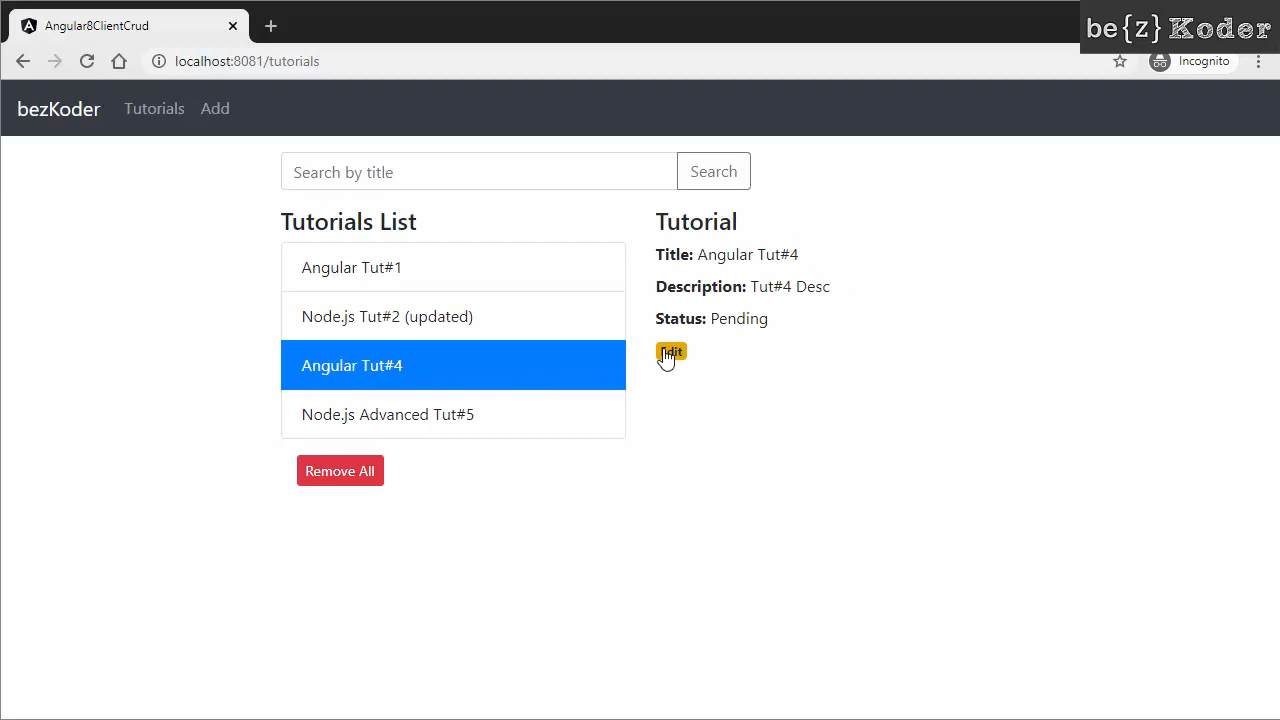 Angular8ClientCrud
be{z}Koder
localhost:8081/tutorials
Incognito
bezKoder Tutorials Add
Search by title Search
Tutorials List
Angular Tut#1
Node.js Tut#2 (updated)
Angular Tut#4
Node.js Advanced Tut#5
Remove All
Tutorial
Title: Angular Tut#4
Description: Tut#4 Desc
Status: Pending
Edit